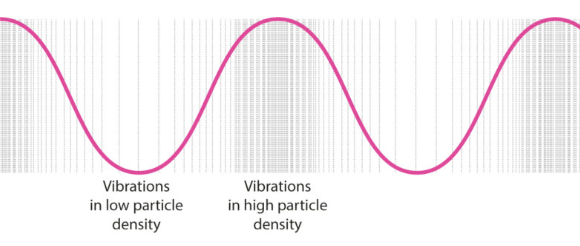 Vibrations
in low particle
density
Vibrations
in high particle
density